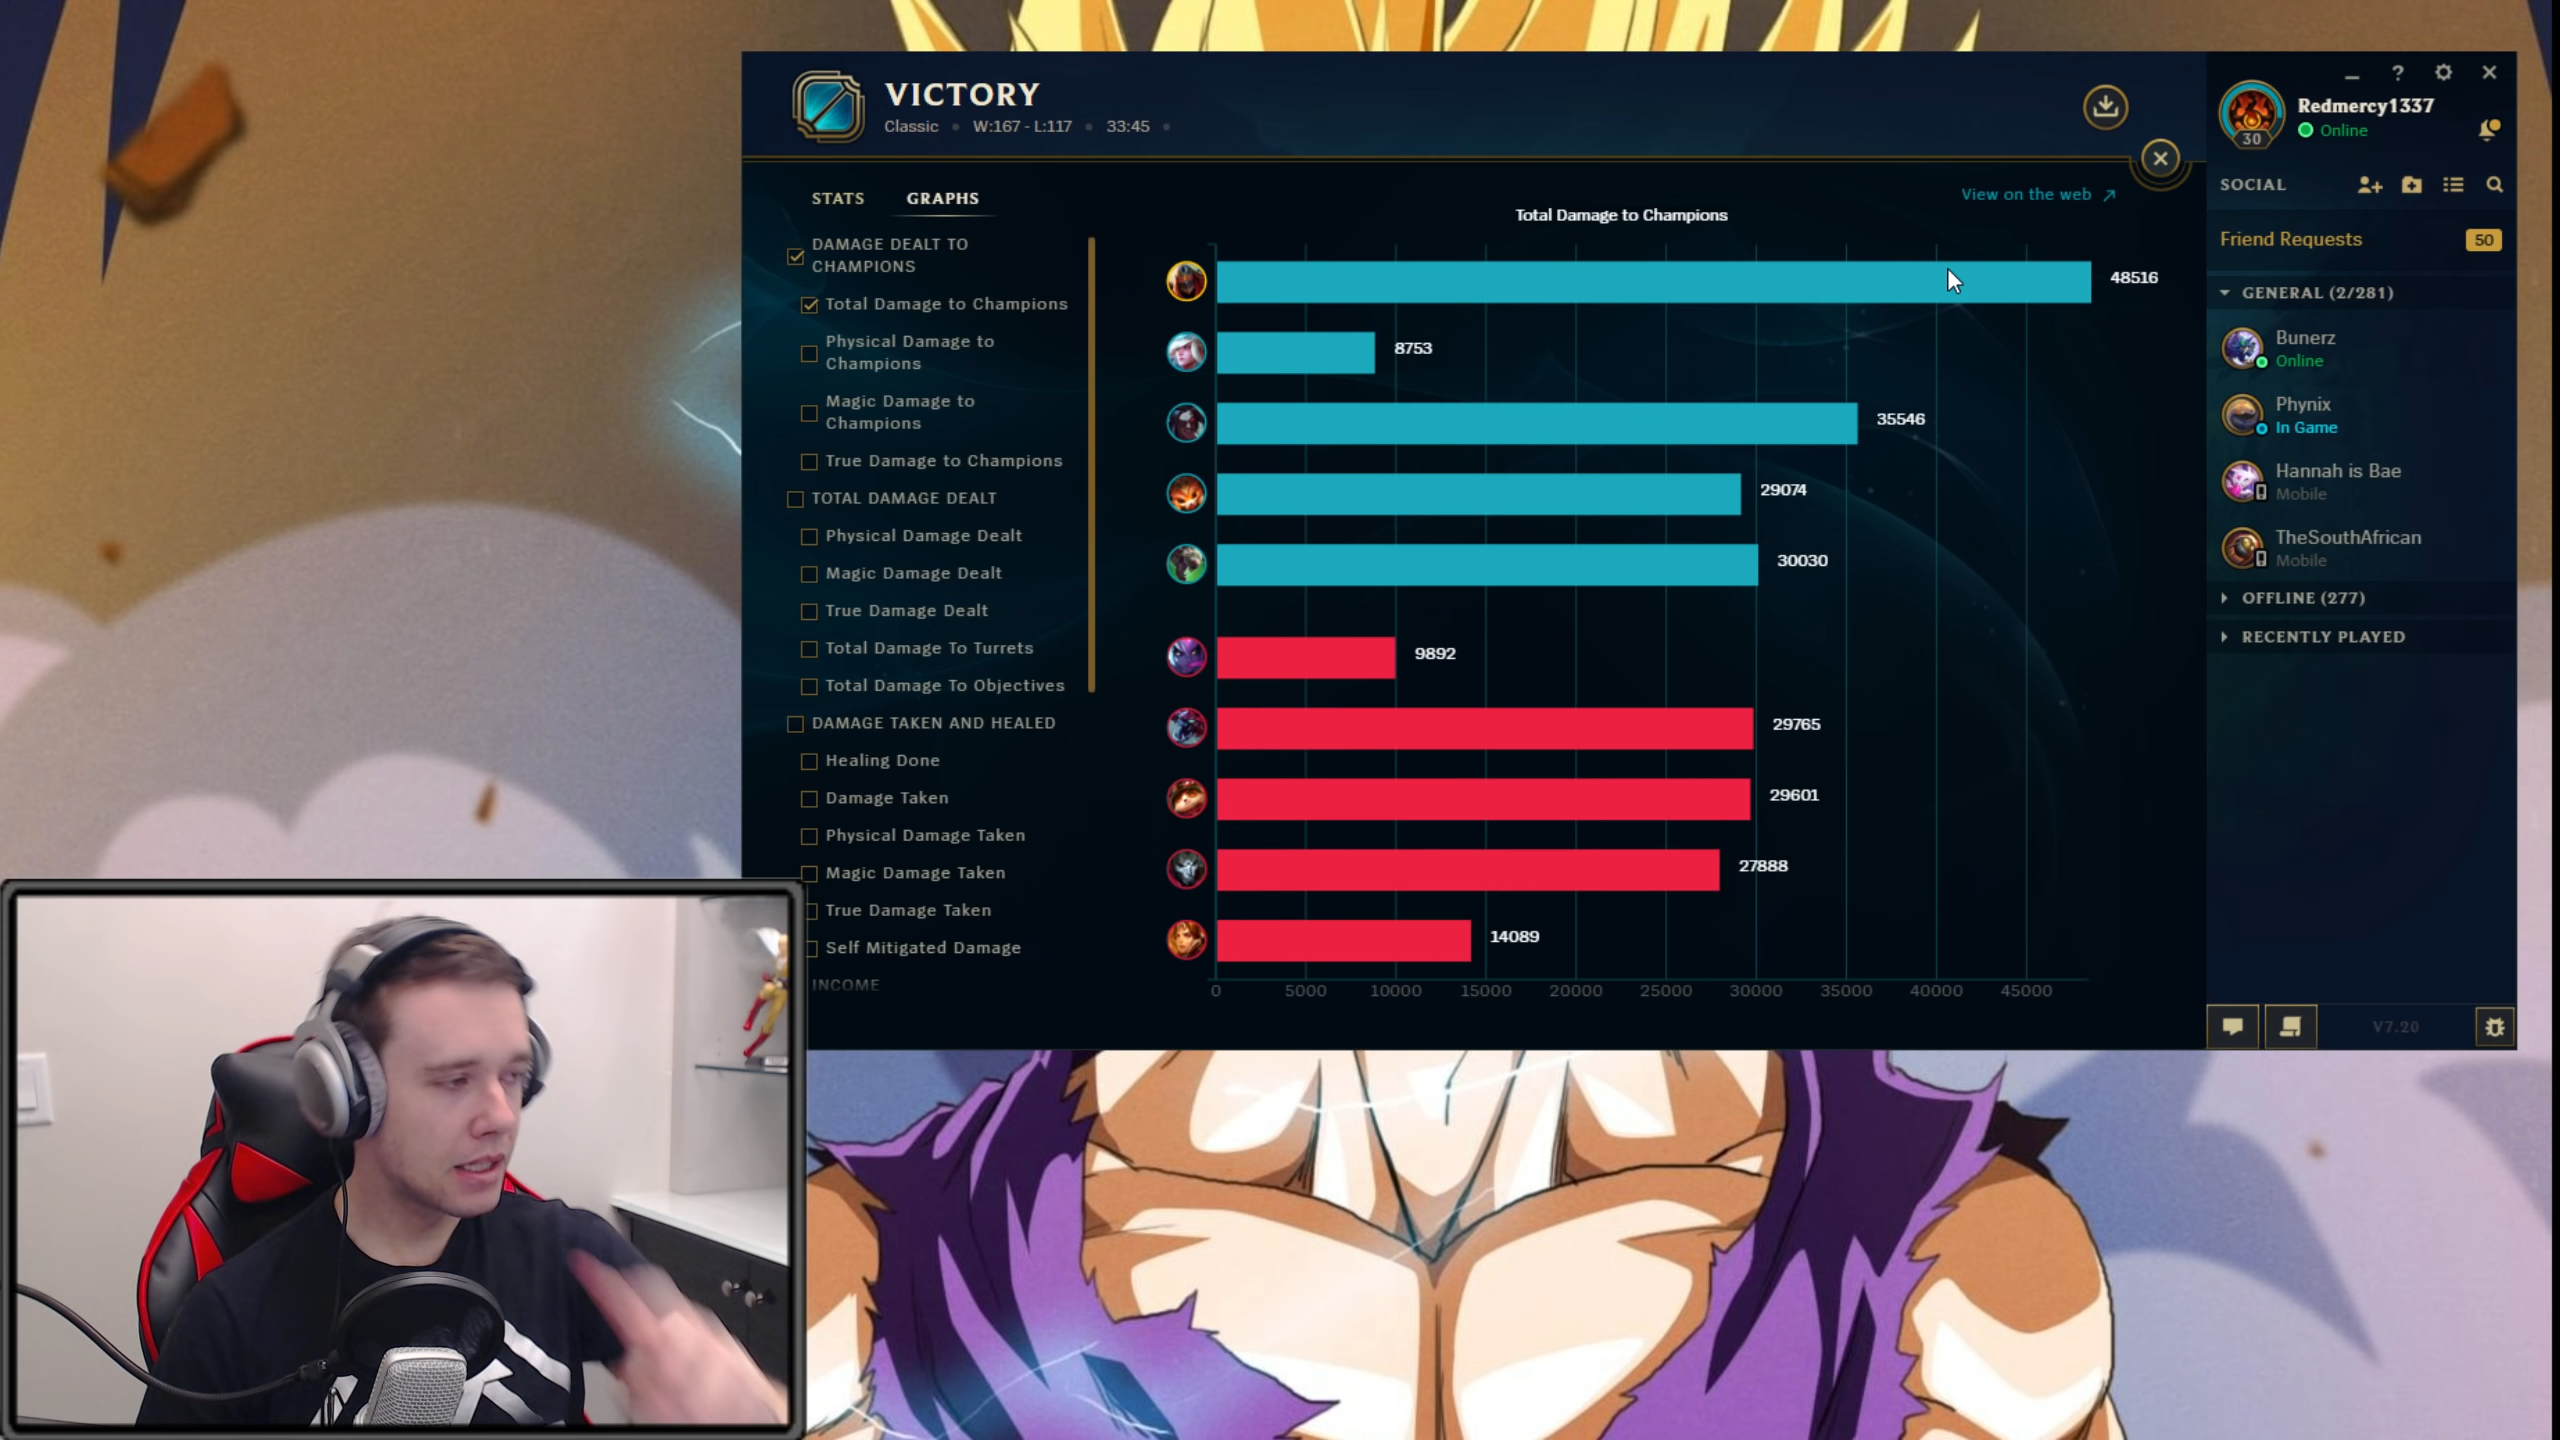 VICTORY
Classic • W:167 - L:117 • 33:45 •
STATS GRAPHS
DAMAGE DEALT TO
CHAMPIONS
Total Damage to Champions
Physical Damage to
Champions
Magic Damage to
Champions
True Damage to Champions
TOTAL DAMAGE DEALT
Physical Damage Dealt
Magic Damage Dealt
True Damage Dealt
Total Damage To Turrets
Total Damage To Objectives
DAMAGE TAKEN AND HEALED
Healing Done
Damage Taken
Physical Damage Taken
Magic Damage Taken
True Damage Taken
Self Mitigated Damage
INCOME
View on the web
Total Damage to Champions
48516
8753
35546
29074
30030
9892
29765
29601
27888
14089
0 5000 10000 15000 20000 25000 30000 35000 40000 45000
?
Redmercy1337
Online
30
SOCIAL
Friend Requests 50
GENERAL (2/281)
Bunerz
Online
Phynix
In Game
Hannah is Bae
Mobile
TheSouthAfrican
Mobile
OFFLINE (277)
RECENTLY PLAYED
V7.20